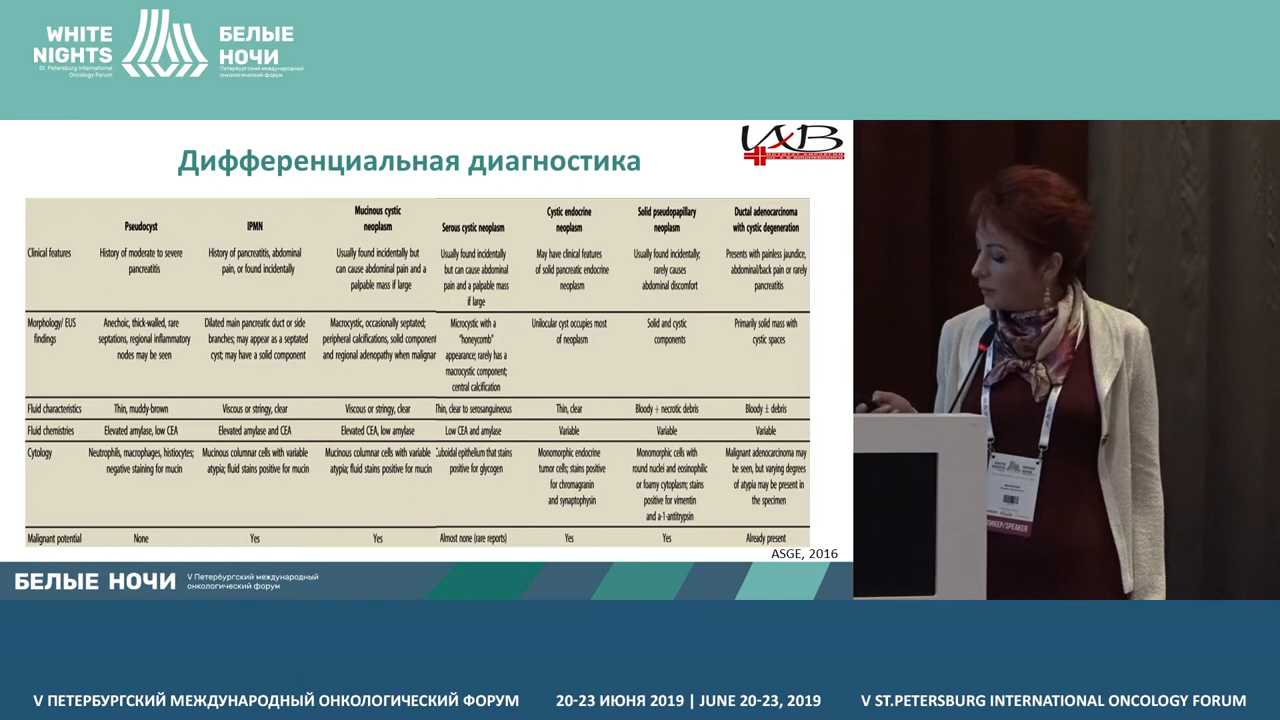 WHITE
NIGHTS
St. Petersburg International
Oncology Forum
БЕЛЫЕ
НОЧИ
Петербургский международный
онкологический форум
Дифференциальная диагностика
ИхВ
Pseudocyst
IPMN
Mucinous cystic
neoplasm
Serous cystic neoplasm
Cystic endocrine
neoplasm
Solid pseudopapillary
neoplasm
Ductal adenocarcinoma
with cystic degeneration
Clinical features
History of moderate to severe
pancreatitis
History of pancreatitis, abdominal
pain, or found incidentally
Usually found incidentally but
can cause abdominal pain and a
palpable mass if large
Usually found incidentally
but can cause abdominal
pain and a palpable mass
if large
May have clinical features
of solid pancreatic endocrine
neoplasm
Usually found incidentally;
rarely causes
abdominal discomfort
Presents with painless jaundice,
abdominal/back pain or rarely
pancreatitis
Morphology/ EUS
findings
Anechoic, thick-walled, rare
septations, regional inflammatory
nodes may be seen
Dilated main pancreatic duct or side
branches; may appear as a septated
cyst; may have a solid component
Macrocystic, occasionally septated;
peripheral calcifications, solid component
and regional adenopathy when malignar
Microcystic with a
"honeycomb"
appearance; rarely has a
macrocystic component;
central calcification
Unilocular cyst occupies most
of neoplasm
Solid and cystic
components
Primarily solid mass with
cystic spaces
Fluid characteristics
Thin, muddy-brown
Viscous or stringy, clear
Viscous or stringy, clear
Thin, clear to serosanguineous
Thin, clear
Bloody + necrotic debris
Bloody ± debris
Fluid chemistries
Elevated amylase, low CEA
Elevated amylase and CEA
Elevated CEA, low amylase
Low CEA and amylase
Variable
Variable
Variable
Cytology
Neutrophils, macrophages, histiocytes;
negative staining for mucin
Mucinous columnar cells with variable
atypia; fluid stains positive for mucin
Mucinous columnar cells with variable
atypia; fluid stains positive for mucin
Cuboidal epithelium that stains
positive for glycogen
Monomorphic endocrine
tumor cells; stains positive
for chromagranin
and synaptophysin
Monomorphic cells with
round nuclei and eosinophilic
or foamy cytoplasm; stains
positive for vimentin
and a-1-antitrypsin
Malignant adenocarcinoma may
be seen, but varying degrees
of atypia may be present in
the specimen
Malignant potential
None
Yes
Yes
Almost none (rare reports)
Yes
Yes
Already present
ASGE, 2016
БЕЛЫЕ НОЧИ
V Петербургский международный
онкологический форум
ИКЕР/SPEAKER
V ПЕТЕРБУРГСКИЙ МЕЖДУНАРОДНЫЙ ОНКОЛОГИЧЕСКИЙ ФОРУМ
20-23 ИЮНЯ 2019 | JUNE 20-23, 2019
V ST.PETERSBURG INTERNATIONAL ONCOLOGY FORUM